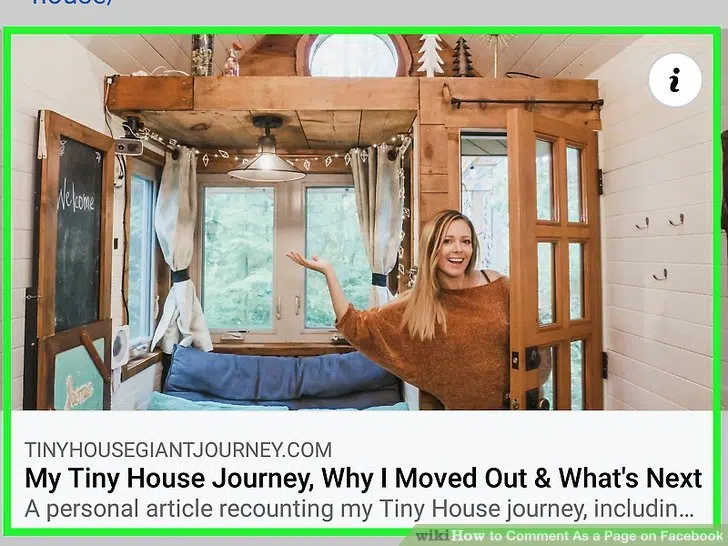 house/
Welcome
i
TINYHOUSEGIANTJOURNEY.COM
My Tiny House Journey, Why I Moved Out & What's Next
A personal article recounting my Tiny House journey, includin...
wikiHow to Comment As a Page on Facebook